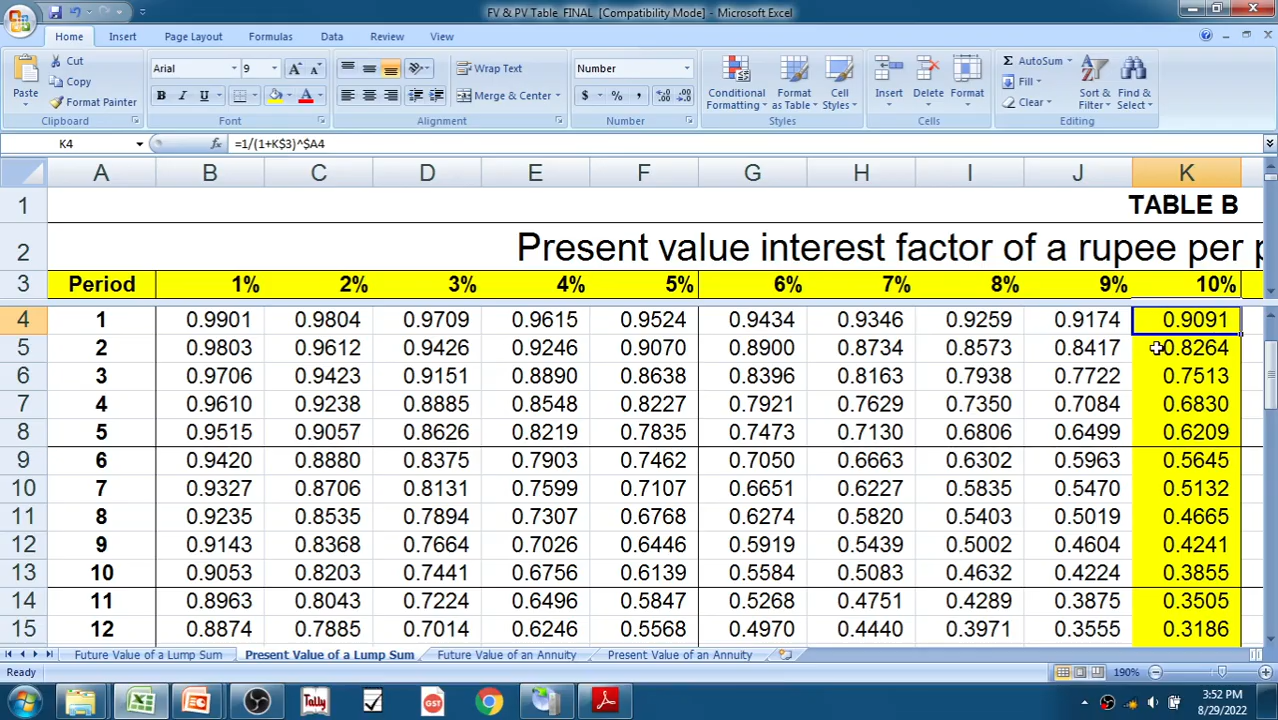 FV & PV Table  FINAL  [Compatibility Mode] - Microsoft Excel
Home Insert Page Layout Formulas Data Review View
Paste Cut Copy Format Painter Clipboard
Arial 9 B I U A Font
Wrap Text Merge & Center Alignment
Number $ % , Number
Conditional Formatting Format as Table Cell Styles Styles
Insert Delete Format Cells
Σ AutoSum Fill Clear Sort & Filter Find & Select Editing
K4 fx =1/(1+K$3)^$A4
A B C D E F G H I J K
1 TABLE B
2 Present value interest factor of a rupee per
3 Period 1% 2% 3% 4% 5% 6% 7% 8% 9% 10%
4 1 0.9901 0.9804 0.9709 0.9615 0.9524 0.9434 0.9346 0.9259 0.9174 0.9091
5 2 0.9803 0.9612 0.9426 0.9246 0.9070 0.8900 0.8734 0.8573 0.8417 0.8264
6 3 0.9706 0.9423 0.9151 0.8890 0.8638 0.8396 0.8163 0.7938 0.7722 0.7513
7 4 0.9610 0.9238 0.8885 0.8548 0.8227 0.7921 0.7629 0.7350 0.7084 0.6830
8 5 0.9515 0.9057 0.8626 0.8219 0.7835 0.7473 0.7130 0.6806 0.6499 0.6209
9 6 0.9420 0.8880 0.8375 0.7903 0.7462 0.7050 0.6663 0.6302 0.5963 0.5645
10 7 0.9327 0.8706 0.8131 0.7599 0.7107 0.6651 0.6227 0.5835 0.5470 0.5132
11 8 0.9235 0.8535 0.7894 0.7307 0.6768 0.6274 0.5820 0.5403 0.5019 0.4665
12 9 0.9143 0.8368 0.7664 0.7026 0.6446 0.5919 0.5439 0.5002 0.4604 0.4241
13 10 0.9053 0.8203 0.7441 0.6756 0.6139 0.5584 0.5083 0.4632 0.4224 0.3855
14 11 0.8963 0.8043 0.7224 0.6496 0.5847 0.5268 0.4751 0.4289 0.3875 0.3505
15 12 0.8874 0.7885 0.7014 0.6246 0.5568 0.4970 0.4440 0.3971 0.3555 0.3186
Future Value of a Lump Sum Present Value of a Lump Sum Future Value of an Annuity Present Value of an Annuity
Ready 190%
GST Tally 3:52 PM
8/29/2022